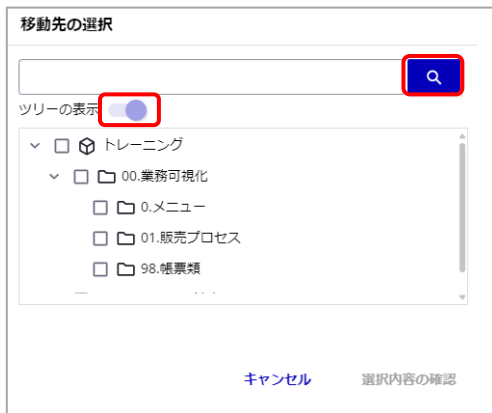 移動先の選択
ツリーの表示
トレーニング
00.業務可視化
0.メニュー
01.販売プロセス
98.帳票類
キャンセル
選択内容の確認